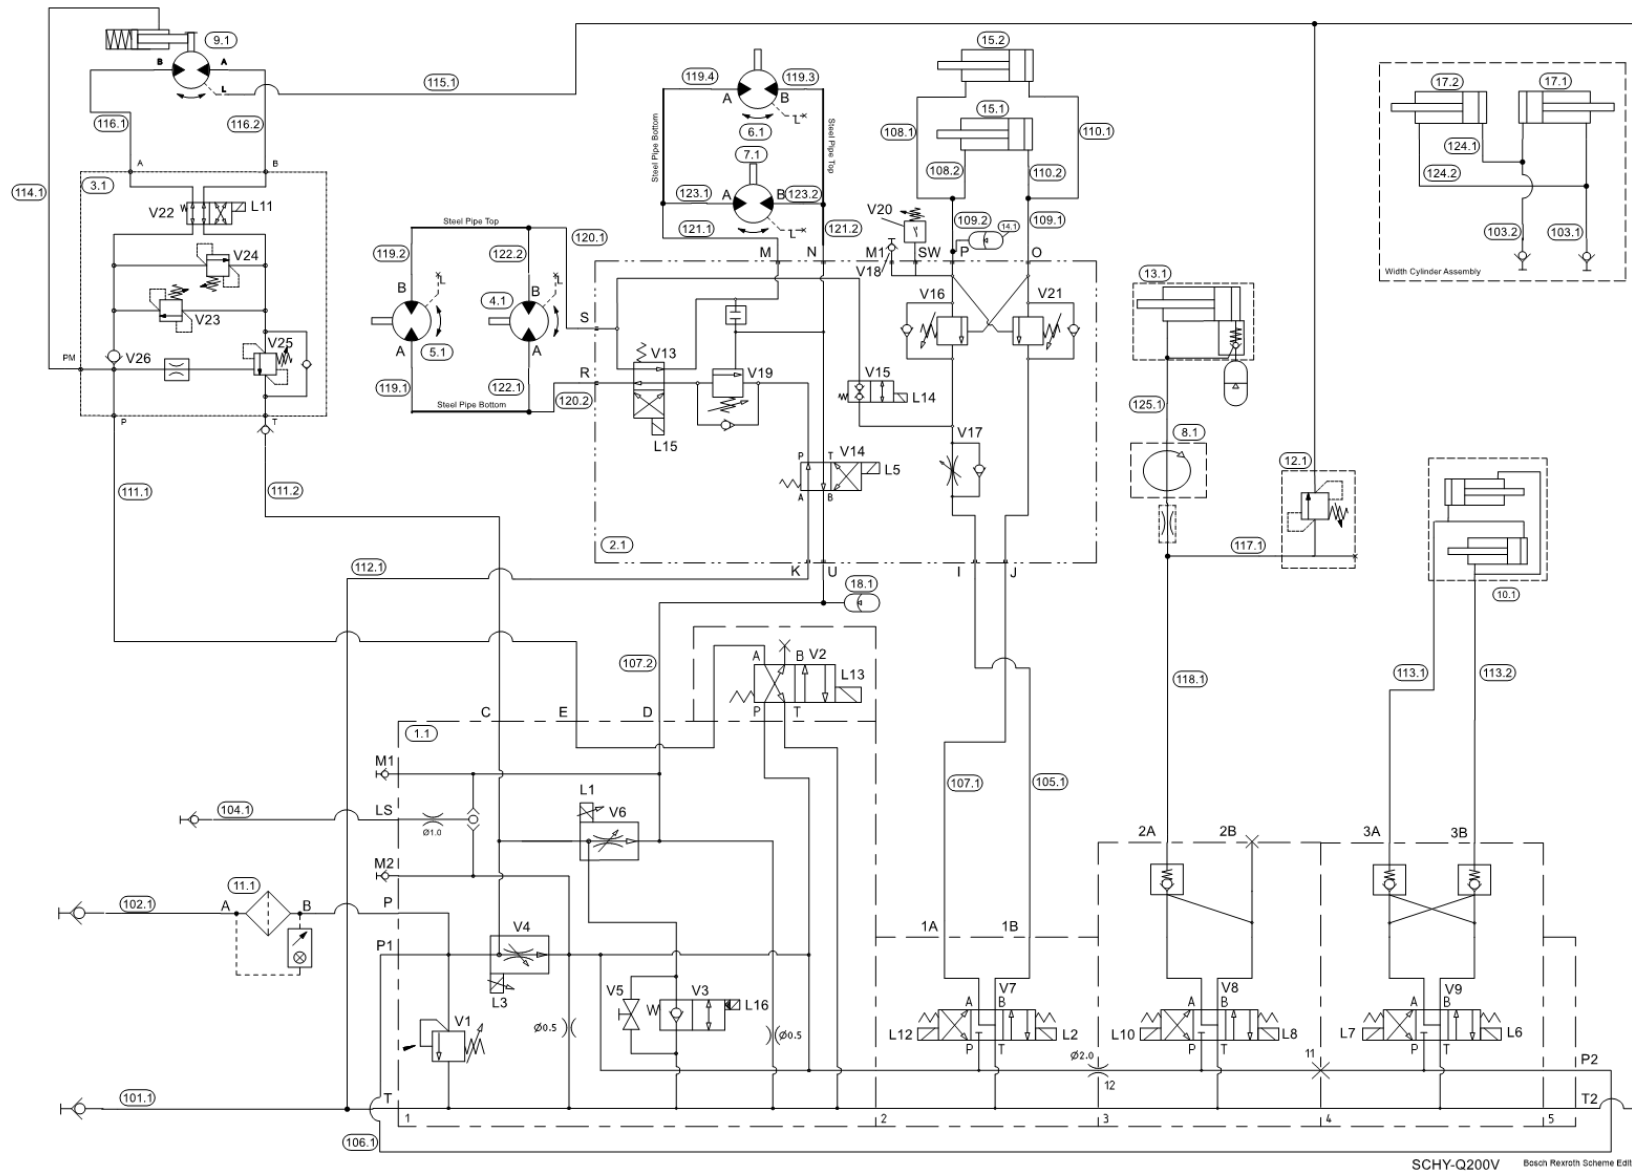 9.1
B
A
L
115.1
116.1
116.2
114.1
A
B
3.1
V22
L11
V24
V23
V25
V26
PM
P
T
111.1
111.2
112.1
Steel Pipe Top
119.2
122.2
120.1
B
B
L
L
4.1
5.1
A
A
119.1
122.1
Steel Pipe Bottom
120.2
119.4
119.3
A
B
L
6.1
7.1
Steel Pipe Bottom
Steel Pipe Top
123.1
A
B
123.2
L
121.1
121.2
15.2
15.1
108.1
110.1
108.2
110.2
V20
109.2
14.1
109.1
M
N
M1
SW
P
O
V18
V16
V21
S
R
V13
V19
V15
L14
L15
V17
P
T
V14
L5
A
B
2.1
K
U
I
J
18.1
17.2
17.1
124.1
124.2
103.2
103.1
Width Cylinder Assembly
13.1
125.1
8.1
12.1
117.1
10.1
118.1
113.1
113.2
107.2
A
B
V2
L13
P
T
C
E
D
1.1
M1
104.1
LS
Ø1.0
L1
V6
M2
102.1
A
11.1
B
P
P1
V4
L3
V1
V5
V3
L16
Ø0.5
Ø0.5
101.1
T
106.1
107.1
105.1
1A
1B
A
V7
B
L12
L2
P
T
Ø2.0
12
2A
2B
A
V8
B
L10
L8
P
T
11
3A
3B
A
V9
B
L7
L6
P
T
P2
T2
1
2
3
4
5
SCHY-Q200V
Bosch Rexroth Scheme Edit